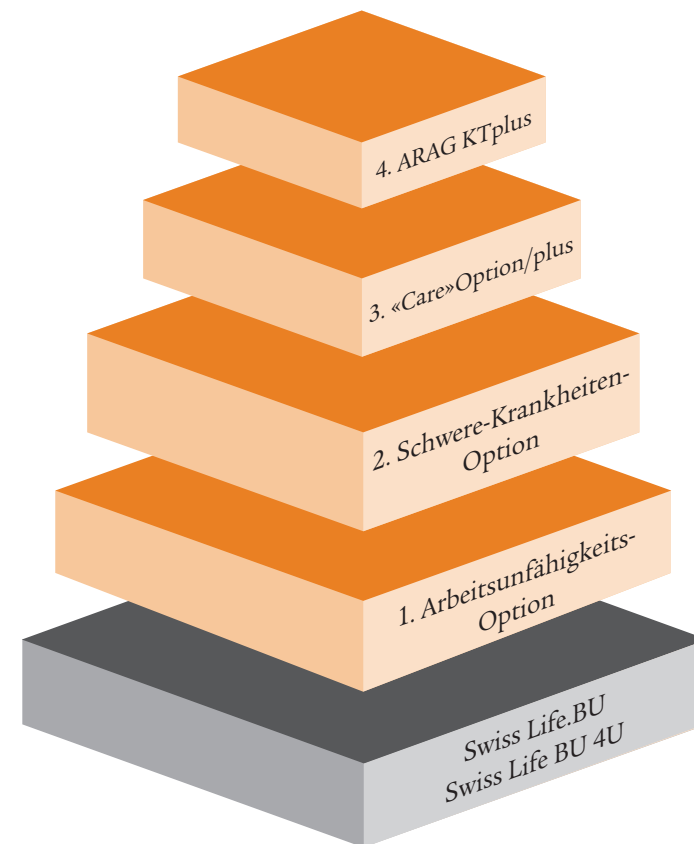 4. ARAG KTplus
3. «Care»Option/plus
2. Schwere-Krankheiten-
Option
1. Arbeitsunfähigkeits-
Option
Swiss Life.BU
Swiss Life BU 4U